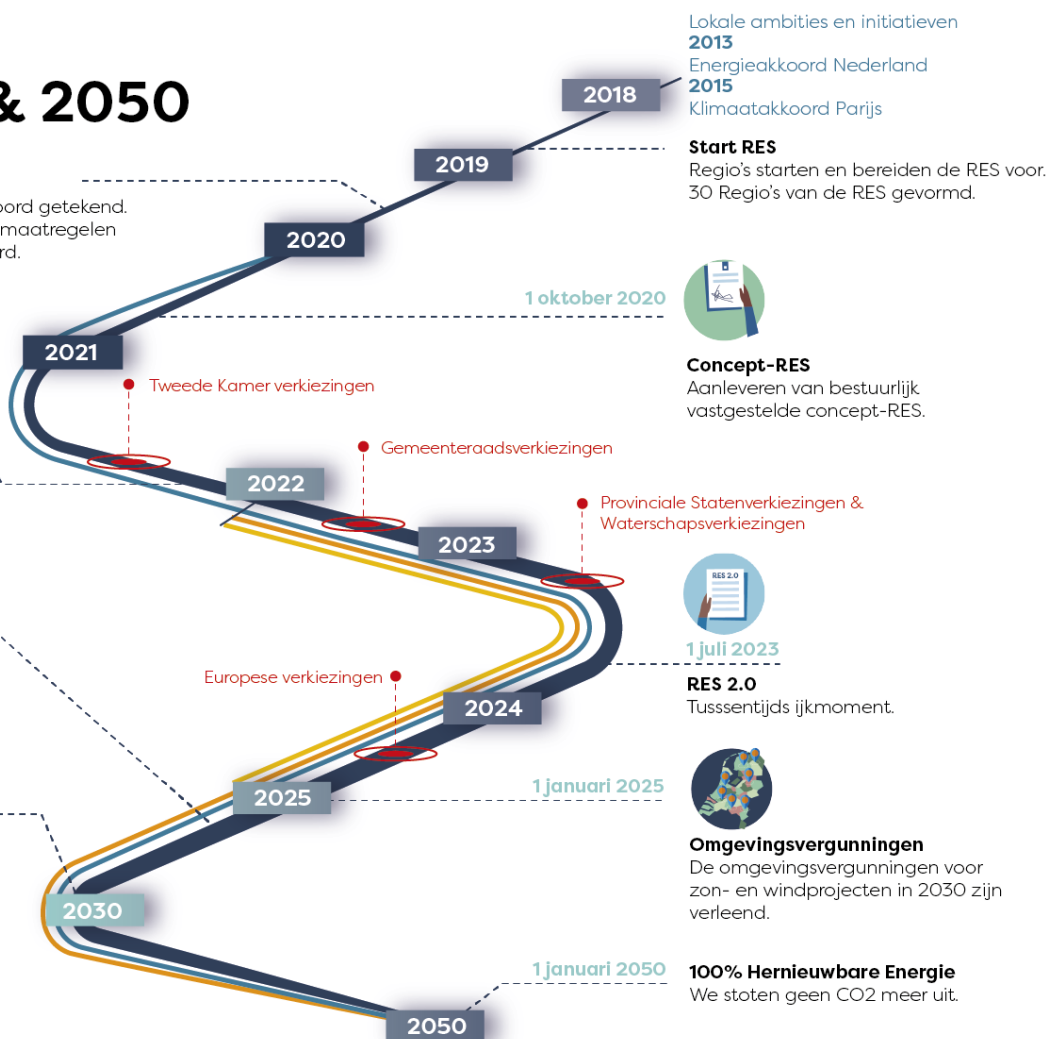 & 2050
Lokale ambities en initiatieven
2013
Energieakkoord Nederland
2015
Klimaatakkoord Parijs
2018
Start RES
Regio's starten en bereiden de RES voor.
30 Regio's van de RES gevormd.
2019
oord getekend.
maatregelen
rd.
2020
1 oktober 2020
Concept-RES
Aanleveren van bestuurlijk
vastgestelde concept-RES.
2021
Tweede Kamer verkiezingen
Gemeenteraadsverkiezingen
2022
Provinciale Statenverkiezingen &
Waterschapsverkiezingen
2023
RES 2.0
1 juli 2023
RES 2.0
Tusssentijds ijkmoment.
Europese verkiezingen
2024
1 januari 2025
2025
Omgevingsvergunningen
De omgevingsvergunningen voor
zon- en windprojecten in 2030 zijn
verleend.
2030
1 januari 2050
100% Hernieuwbare Energie
We stoten geen CO2 meer uit.
2050